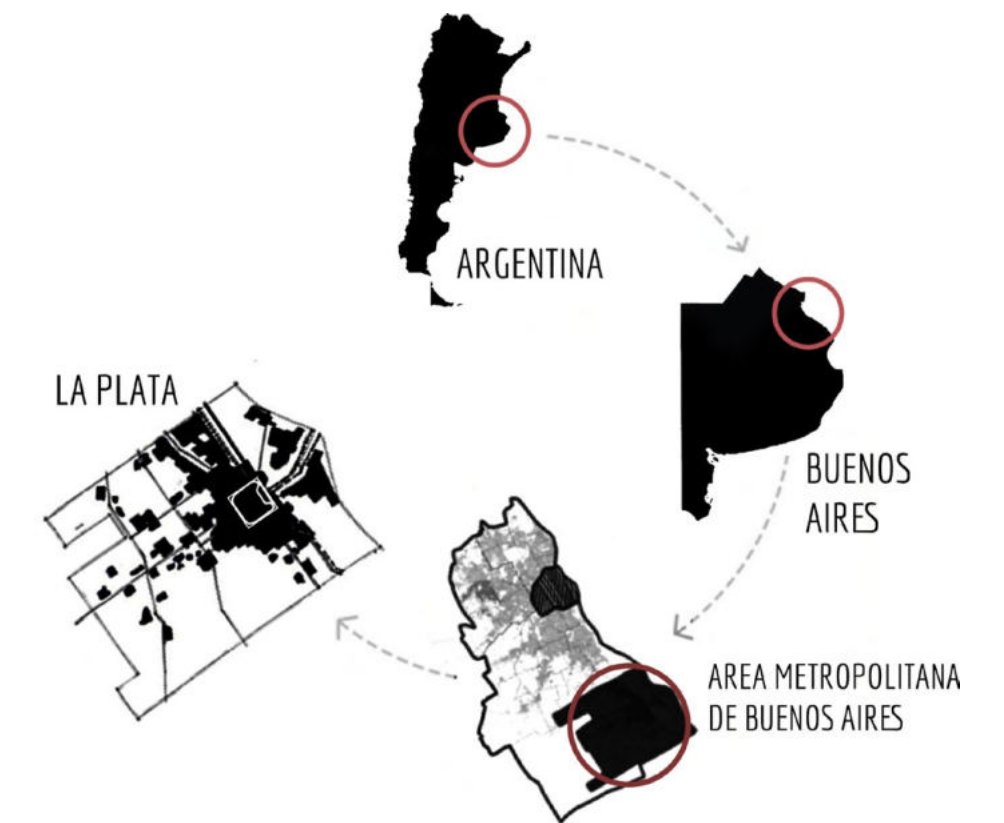 ARGENTINA
BUENOS
AIRES
AREA METROPOLITANA
DE BUENOS AIRES
LA PLATA